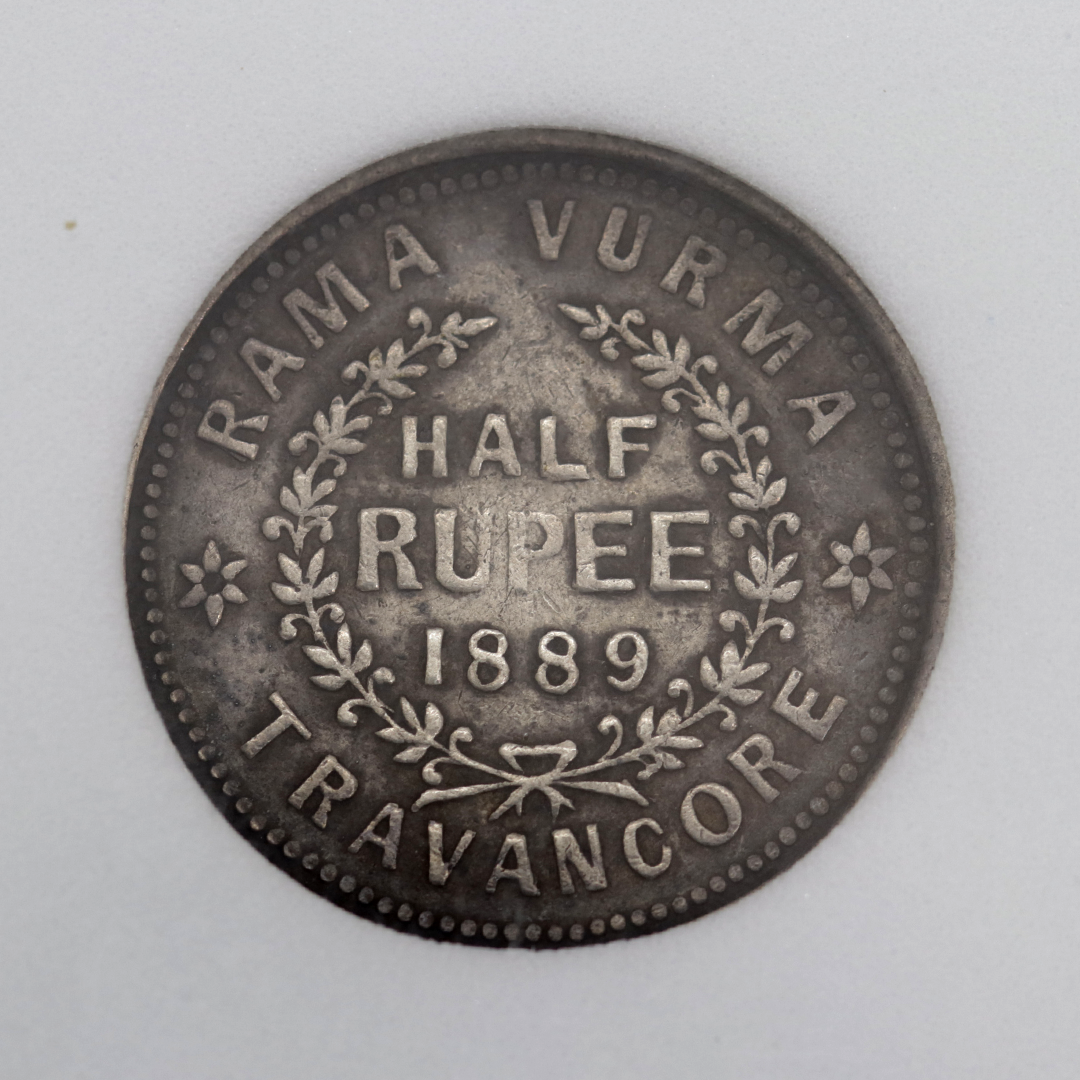 RAMA VURMA
HALF
RUPEE
1889
TRAVANCORE